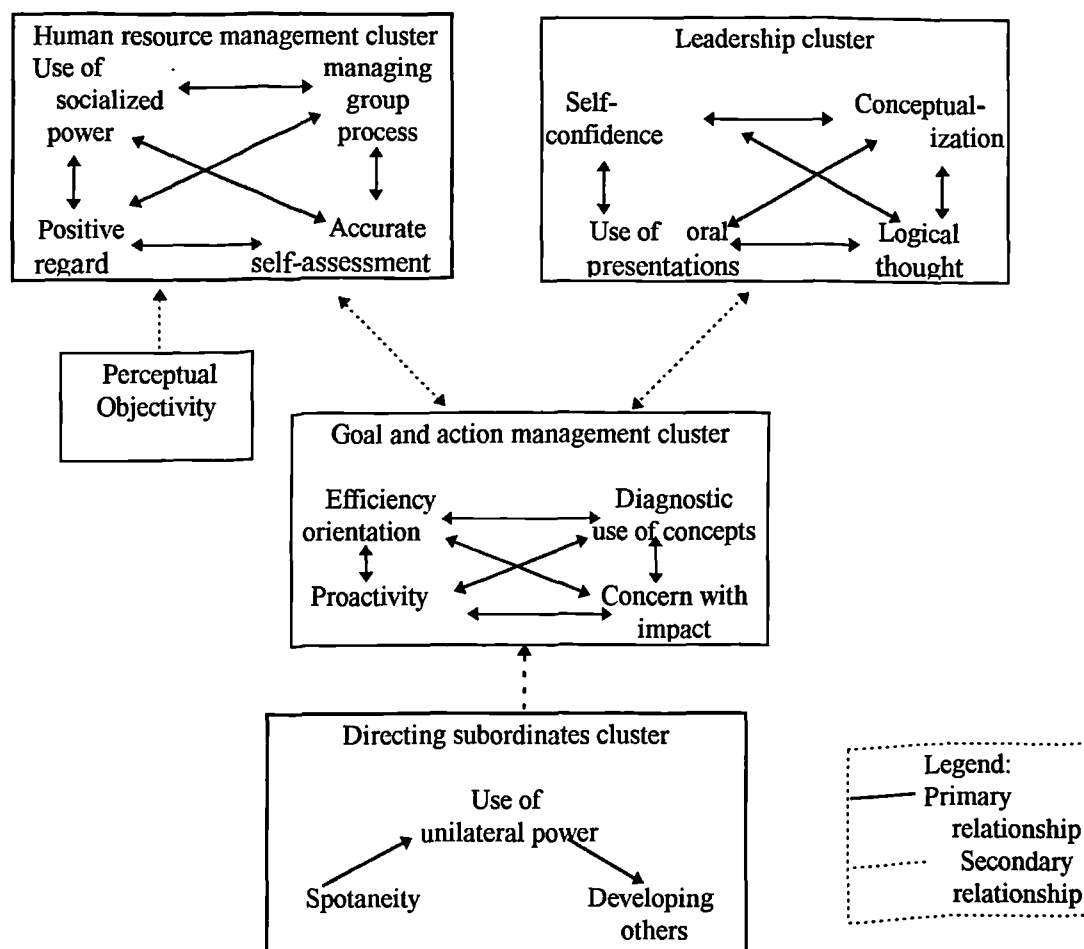 Human resource management cluster
Use of
socialized
power
managing
group
process
Positive
regard
Accurate
self-assessment
Leadership cluster
Self-
confidence
Conceptual-
ization
Use of oral
presentations
Logical
thought
Perceptual
Objectivity
Goal and action management cluster
Efficiency
orientation
Diagnostic
use of concepts
Proactivity
Concern with
impact
Directing subordinates cluster
Use of
unilateral power
Spotaneity
Developing
others
Legend:
Primary
relationship
Secondary
relationship